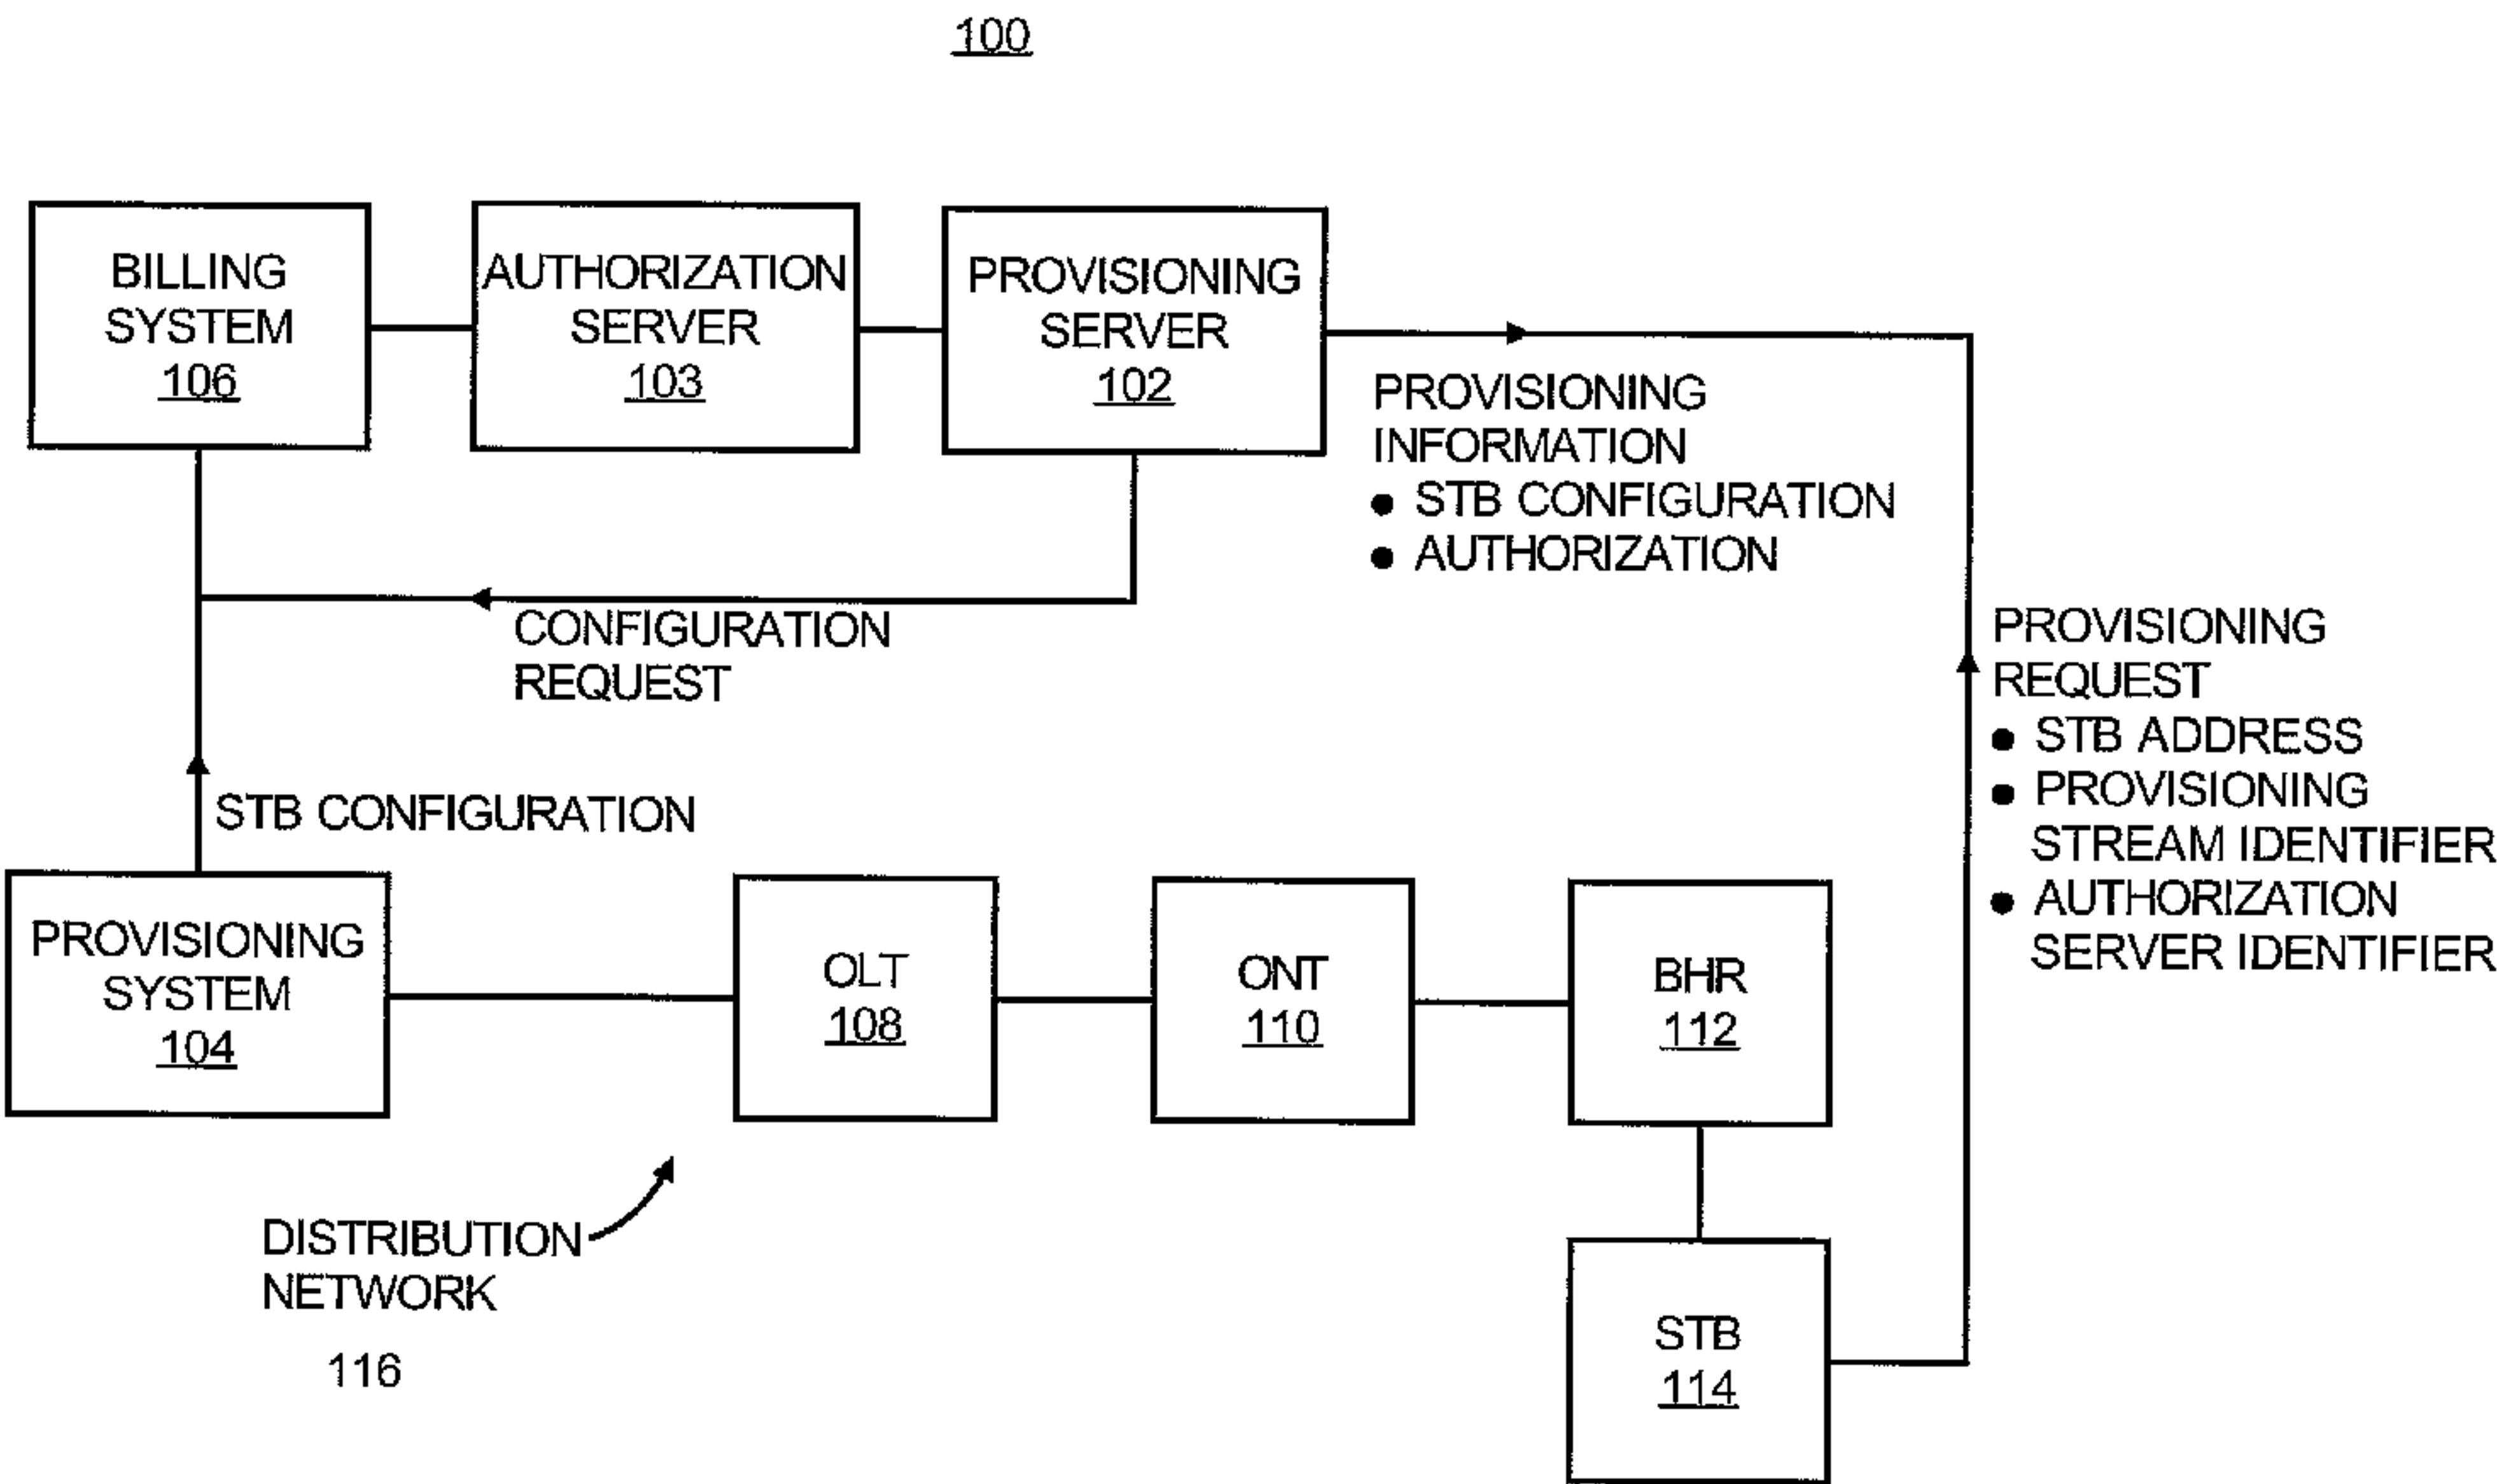 100
BILLING
SYSTEM
106
AUTHORIZATION
SERVER
103
PROVISIONING
SERVER
102
PROVISIONING
INFORMATION
● STB CONFIGURATION
● AUTHORIZATION
CONFIGURATION
REQUEST
PROVISIONING
REQUEST
● STB ADDRESS
● PROVISIONING
STREAM IDENTIFIER
● AUTHORIZATION
SERVER IDENTIFIER
STB CONFIGURATION
PROVISIONING
SYSTEM
104
OLT
108
ONT
110
BHR
112
DISTRIBUTION
NETWORK
116
STB
114